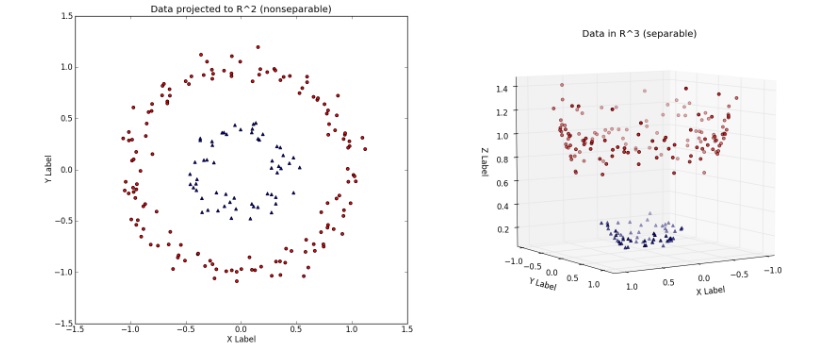 Data projected to R^2 (nonseparable)
1.5
1.0
0.5
0.0
−0.5
−1.0
−1.5
Y Label
−1.5 −1.0 −0.5 0.0 0.5 1.0 1.5
X Label
Data in R^3 (separable)
1.4
1.2
1.0
0.8
0.6
0.4
0.2
Z Label
−1.0 −0.5 0.0 0.5 1.0
Y Label
1.0 0.5 0.0 −0.5 −1.0
X Label